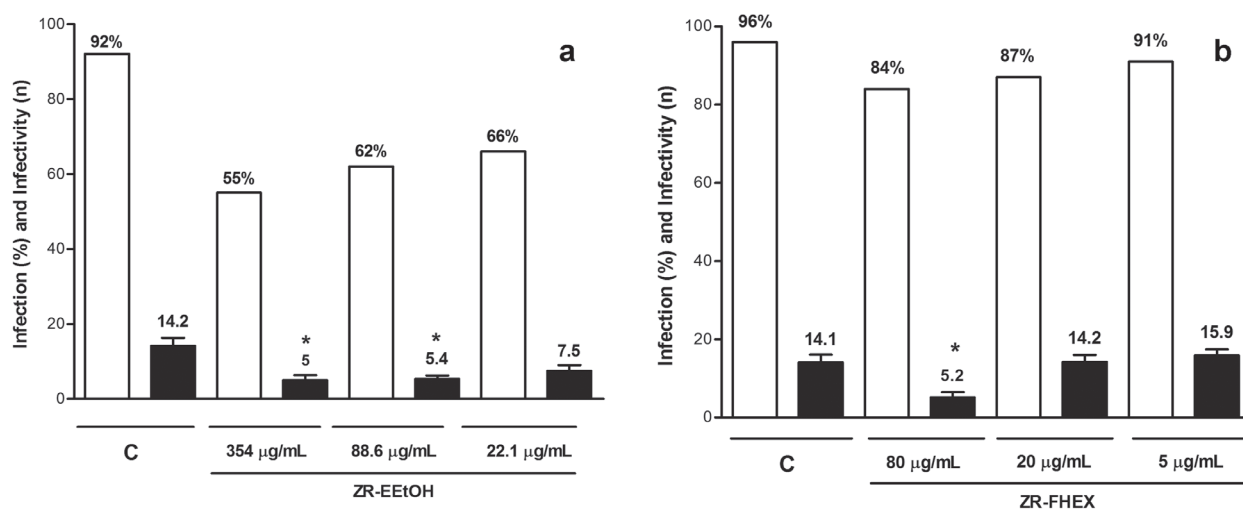 a
Infection (%) and Infectivity (n)
100
80
60
40
20
0
92%
14.2
55%
*
5
62%
*
5.4
66%
7.5
C
354 μg/mL
88.6 μg/mL
22.1 μg/mL
ZR-EEtOH
b
Infection (%) and Infectivity (n)
100
80
60
40
20
0
96%
14.1
84%
*
5.2
87%
14.2
91%
15.9
C
80 μg/mL
20 μg/mL
5 μg/mL
ZR-FHEX